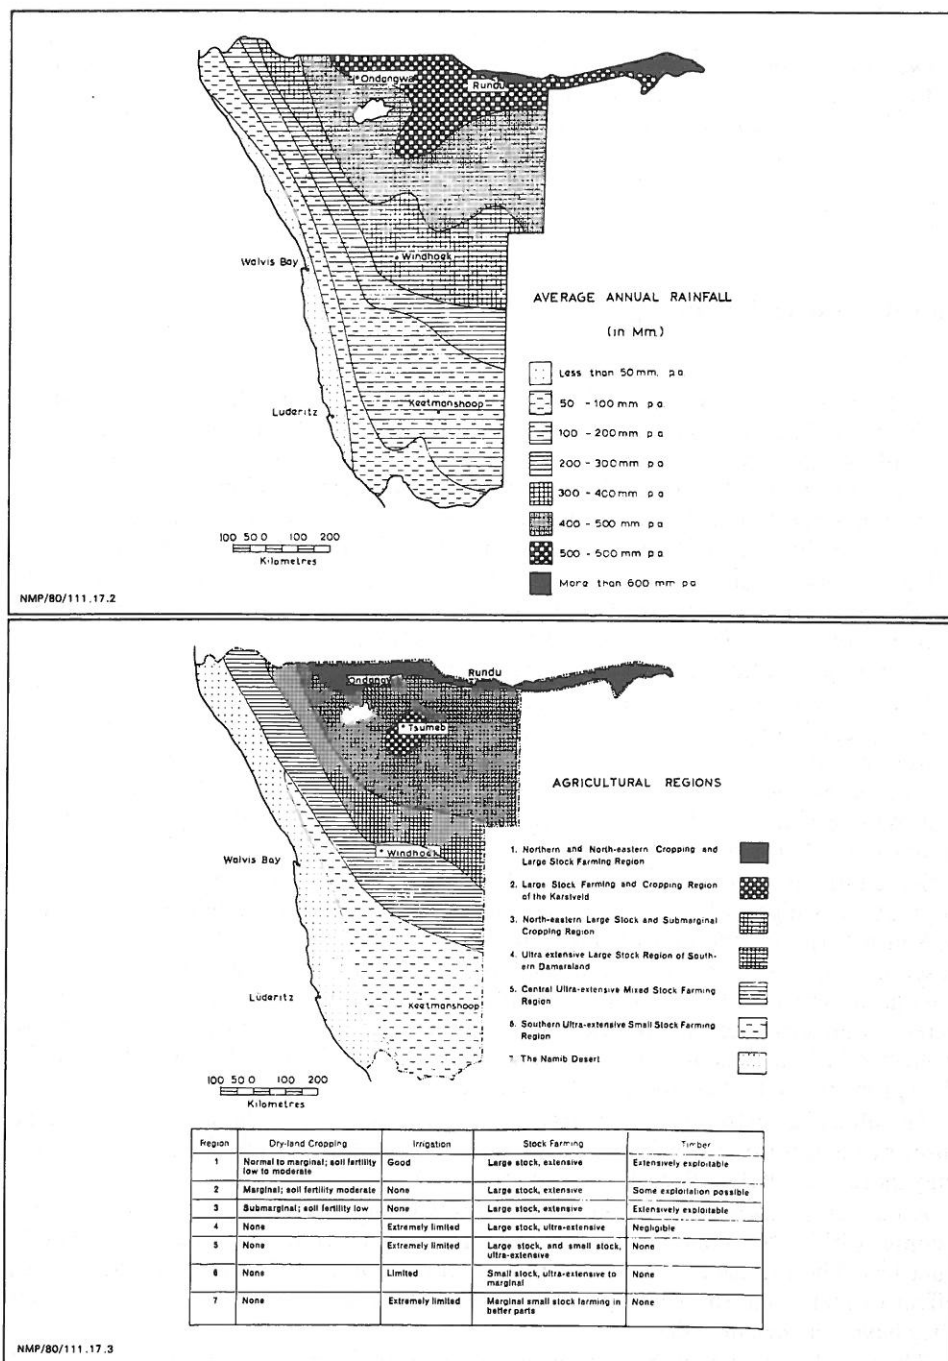 Ondangwa
Rundu
Walvis Bay
Windhoek
Keetmanshoop
Luderitz
AVERAGE ANNUAL RAINFALL
(in Mm)
Less than 50 mm. pa
50 - 100 mm p a
100 - 200 mm p a
200 - 300 mm p a
300 - 400 mm p a
400 - 500 mm p a
500 - 500 mm p a
More than 600 mm pa
100 50 0 100 200
Kilometres
NMP/80/111.17.2
Rundu
Tsumeb
Walvis Bay
Windhoek
Lüderitz
Keetmanshoop
AGRICULTURAL REGIONS
1. Northern and North-eastern Cropping and
Large Stock Farming Region
2. Large Stock Farming and Cropping Region
of the Karstveld
3. North-eastern Large Stock and Submarginal
Cropping Region
4. Ultra extensive Large Stock Region of South-
ern Damaraland
5. Central Ultra-extensive Mixed Stock Farming
Region
6. Southern Ultra-extensive Small Stock Farming
Region
7. The Namib Desert
100 50 0 100 200
Kilometres
Region Dry-land Cropping Irrigation Stock Farming Timber
1 Normal to marginal; soil fertility low to moderate Good Large stock, extensive Extensively exploitable
2 Marginal; soil fertility moderate None Large stock, extensive Some exploitation possible
3 Submarginal; soil fertility low None Large stock, extensive Extensively exploitable
4 None Extremely limited Large stock, ultra-extensive Negligible
5 None Extremely limited Large stock, and small stock, ultra-extensive None
6 None Limited Small stock, ultra-extensive to marginal None
7 None Extremely limited Marginal small stock farming in better parts None
NMP/80/111.17.3